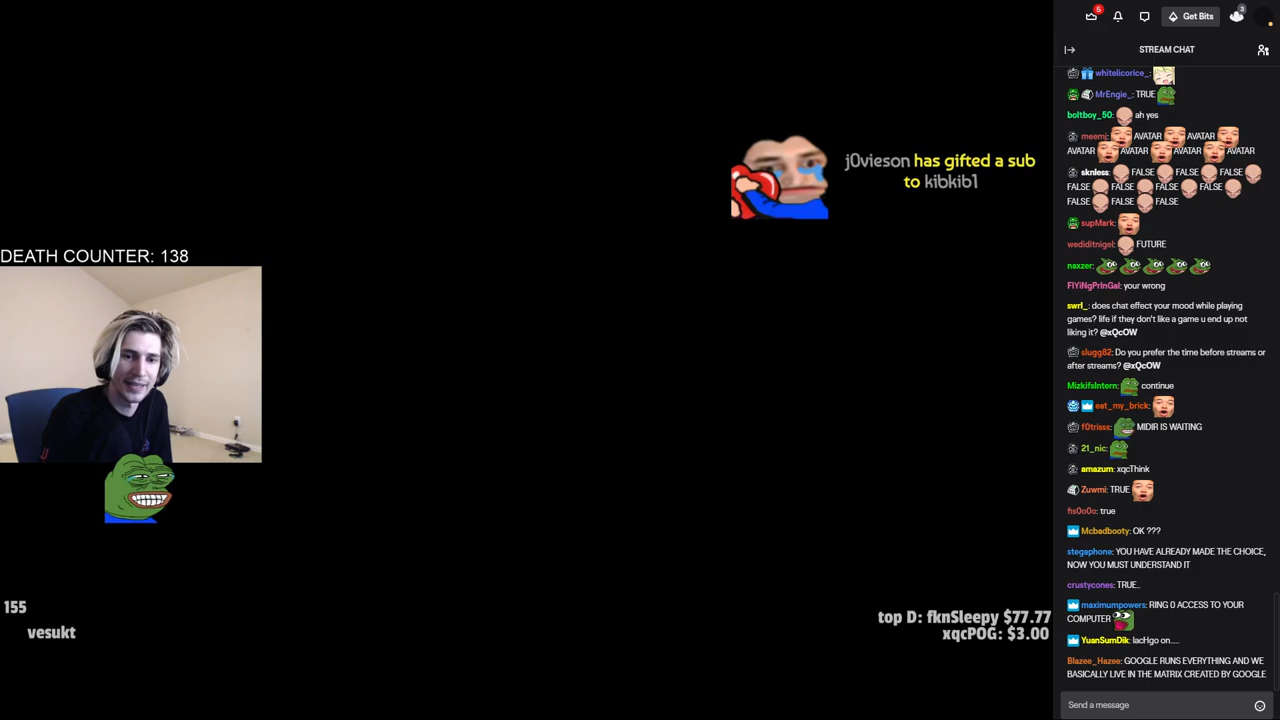 5
3
Get Bits
STREAM CHAT
whitelicorice_:
MrEngie_: TRUE
boltboy_50: ah yes
meemj: AVATAR AVATAR
AVATAR AVATAR AVATAR AVATAR
sknless: FALSE FALSE FALSE
FALSE FALSE FALSE FALSE
FALSE FALSE FALSE
supMark:
wediditnigel: FUTURE
naxzer:
FlYiNgPrInGal: your wrong
swrl_: does chat effect your mood while playing
games? life if they don't like a game u end up not
liking it? @xQcOW
slugg82: Do you prefer the time before streams or
after streams? @xQcOW
MizkifsIntern: continue
eat_my_brick:
f0trisss: MIDIR IS WAITING
21_nic:
amazum: xqcThink
Zuwmi: TRUE
fis0o0o: true
Mcbadbooty: OK ???
stegaphone: YOU HAVE ALREADY MADE THE CHOICE,
NOW YOU MUST UNDERSTAND IT
crustycones: TRUE..
maximumpowers: RING 0 ACCESS TO YOUR
COMPUTER
YuanSumDik: lacHgo on.....
Blazee_Hazee: GOOGLE RUNS EVERYTHING AND WE
BASICALLY LIVE IN THE MATRIX CREATED BY GOOGLE
Send a message
j0vieson has gifted a sub
to kibkib1
DEATH COUNTER: 138
155
vesukt
top D: fknSleepy $77.77
xqcPOG: $3.00